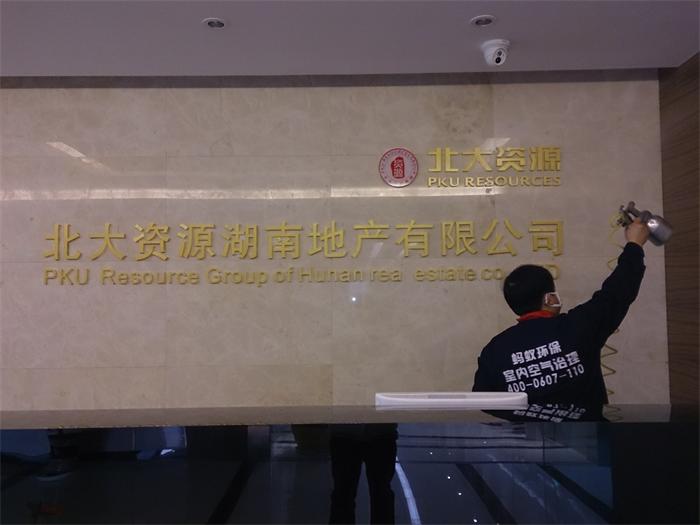 北大资源
PKU RESOURCES
北大资源湖南地产有限公司
PKU Resource Group of Hunan rea estate co
蚂蚁环保
室内空气治理
400-0607-110